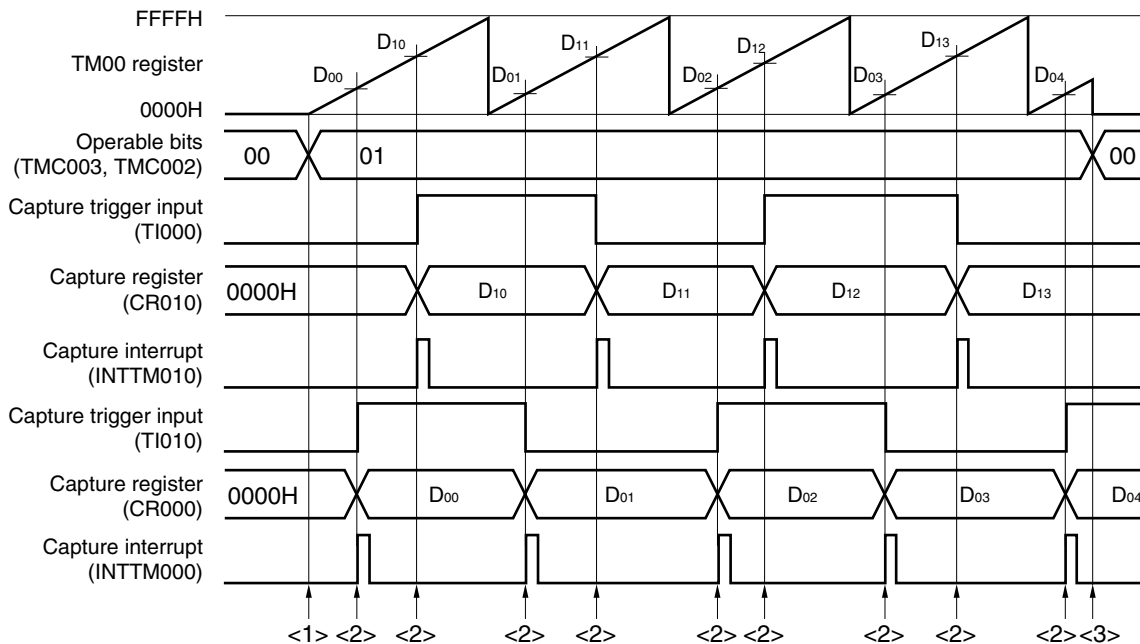 FFFFH
TM00 register
0000H
D00
D10
D01
D11
D02
D12
D03
D13
D04
Operable bits
(TMC003, TMC002)
00
01
00
Capture trigger input
(TI000)
Capture register
(CR010)
0000H
D10
D11
D12
D13
Capture interrupt
(INTTM010)
Capture trigger input
(TI010)
Capture register
(CR000)
0000H
D00
D01
D02
D03
D04
Capture interrupt
(INTTM000)
<1> <2> <2> <2> <2> <2> <2> <2> <2> <2> <3>